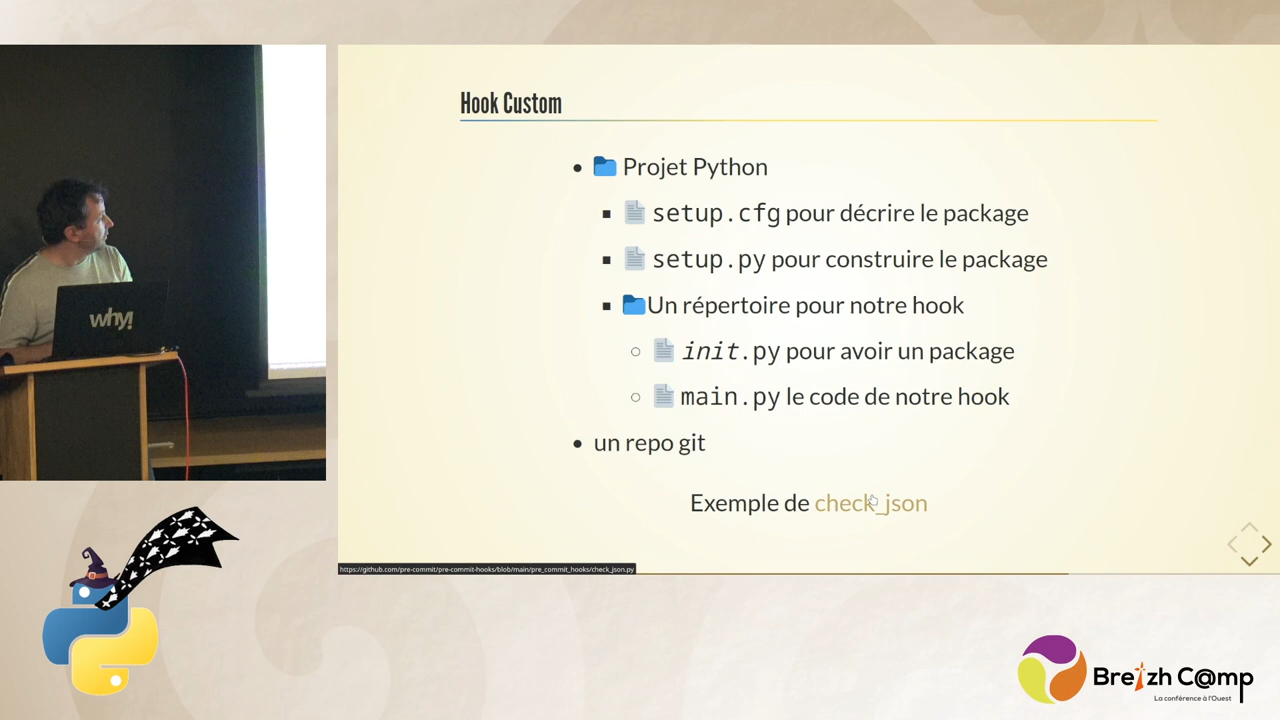 Hook Custom
Projet Python
setup.cfg pour décrire le package
setup.py pour construire le package
Un répertoire pour notre hook
init.py pour avoir un package
main.py le code de notre hook
un repo git
Exemple de check_json
https://github.com/pre-commit/pre-commit-hooks/blob/main/pre_commit_hooks/check_json.py
why!
Breizh C@mp
La conférence à l'Ouest